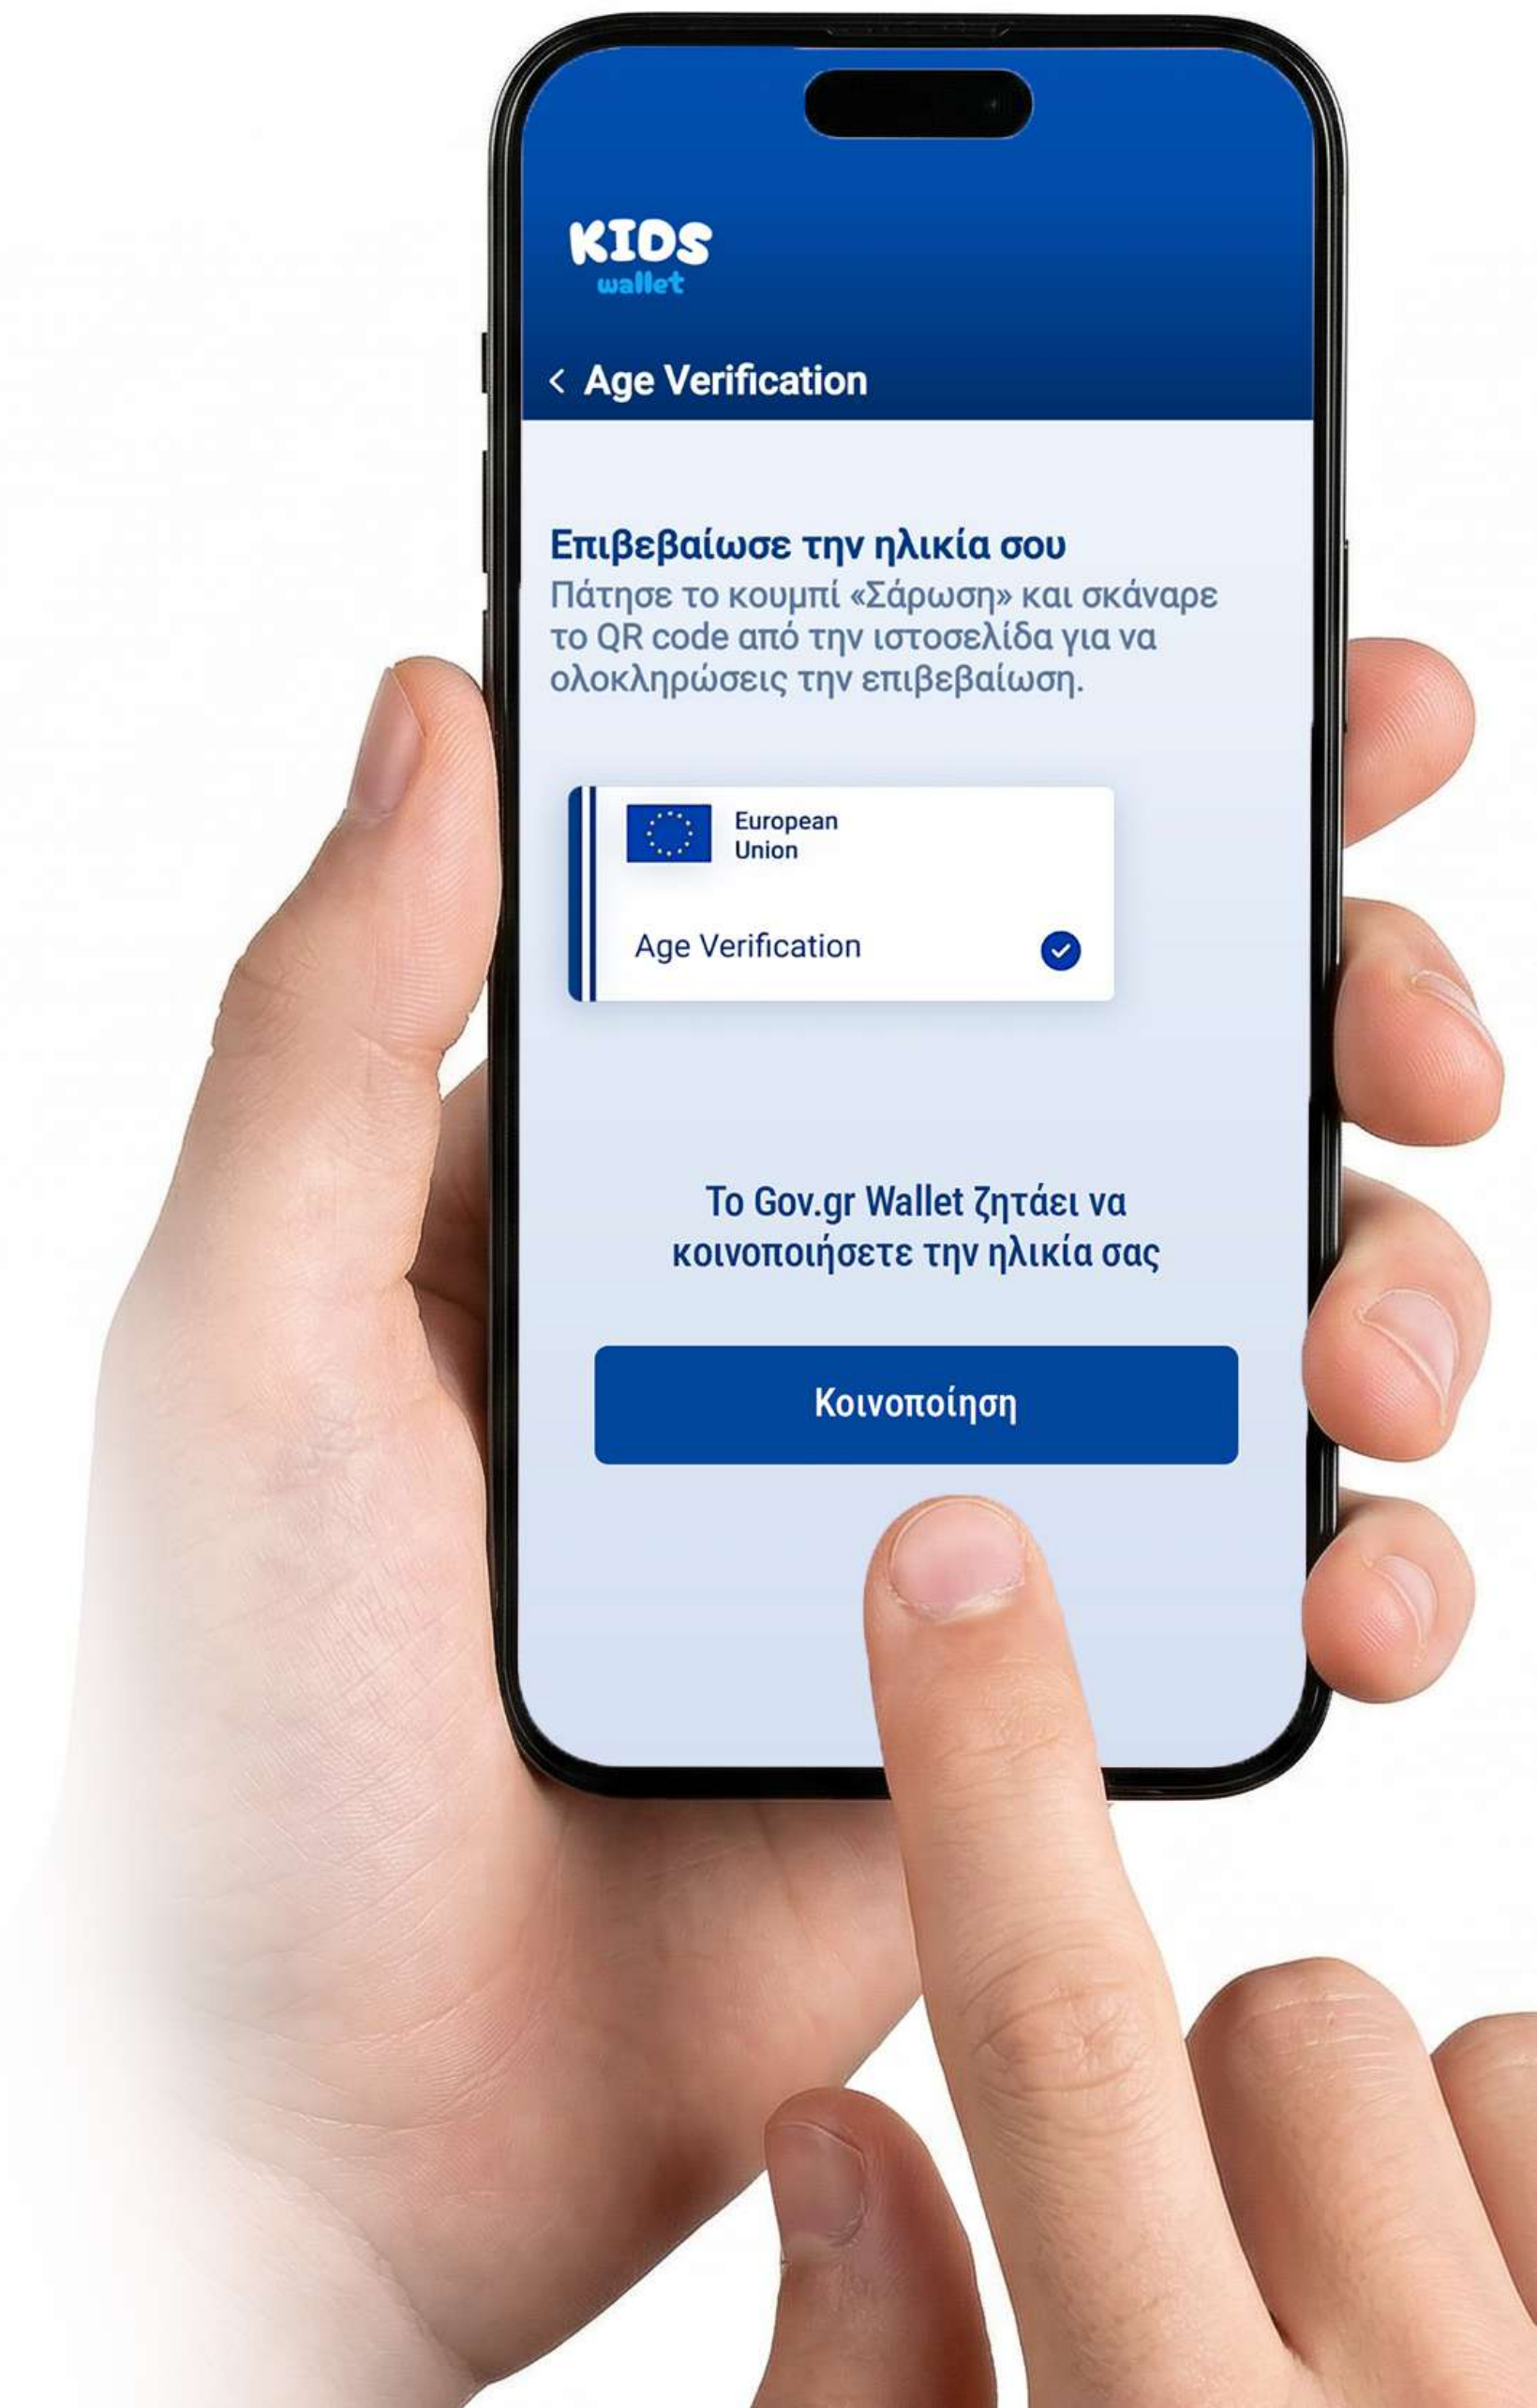 KIDS
wallet
< Age Verification
Επιβεβαίωσε την ηλικία σου
Πάτησε το κουμπί «Σάρωση» και σκάναρε
το QR code από την ιστοσελίδα για να
ολοκληρώσεις την επιβεβαίωση.
European
Union
Age Verification
Το Gov.gr Wallet ζητάει να
κοινοποιήσετε την ηλικία σας
Κοινοποίηση